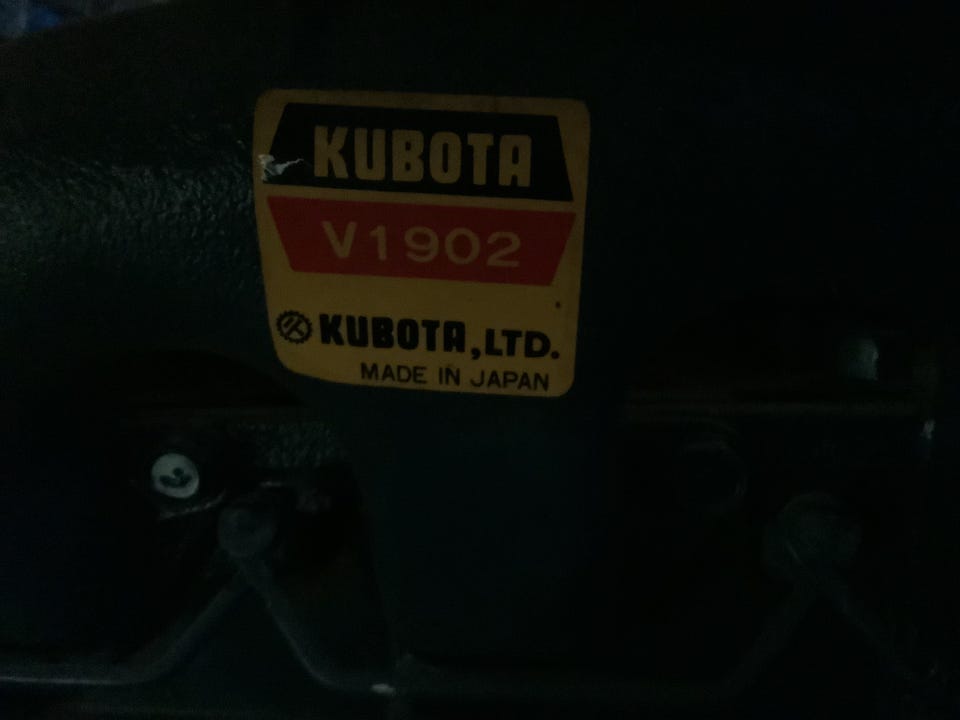 KUBOTA
V1902
KUBOTA, LTD.
MADE IN JAPAN